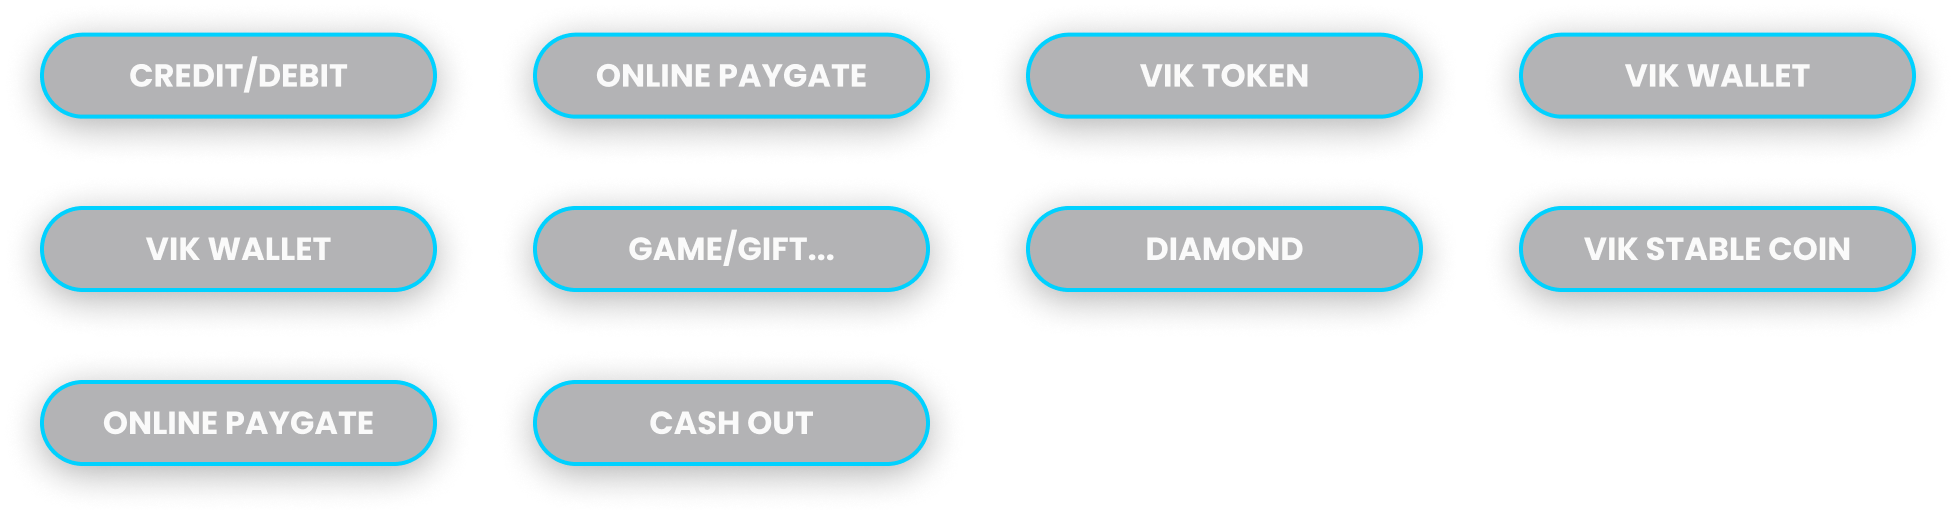 CREDIT/DEBIT
ONLINE PAYGATE
VIK TOKEN
VIK WALLET
VIK WALLET
GAME/GIFT...
DIAMOND
VIK STABLE COIN
ONLINE PAYGATE
CASH OUT